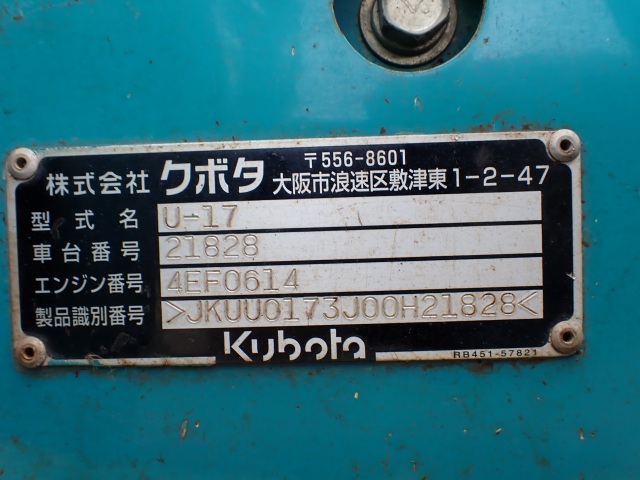 株式会社 クボタ 〒556-8601
大阪市浪速区敷津東1-2-47
型式名 U-17
車台番号 21828
エンジン番号 4EF0614
製品識別番号 >JKUU0173J00H21828<
Kubota
RB451-57821